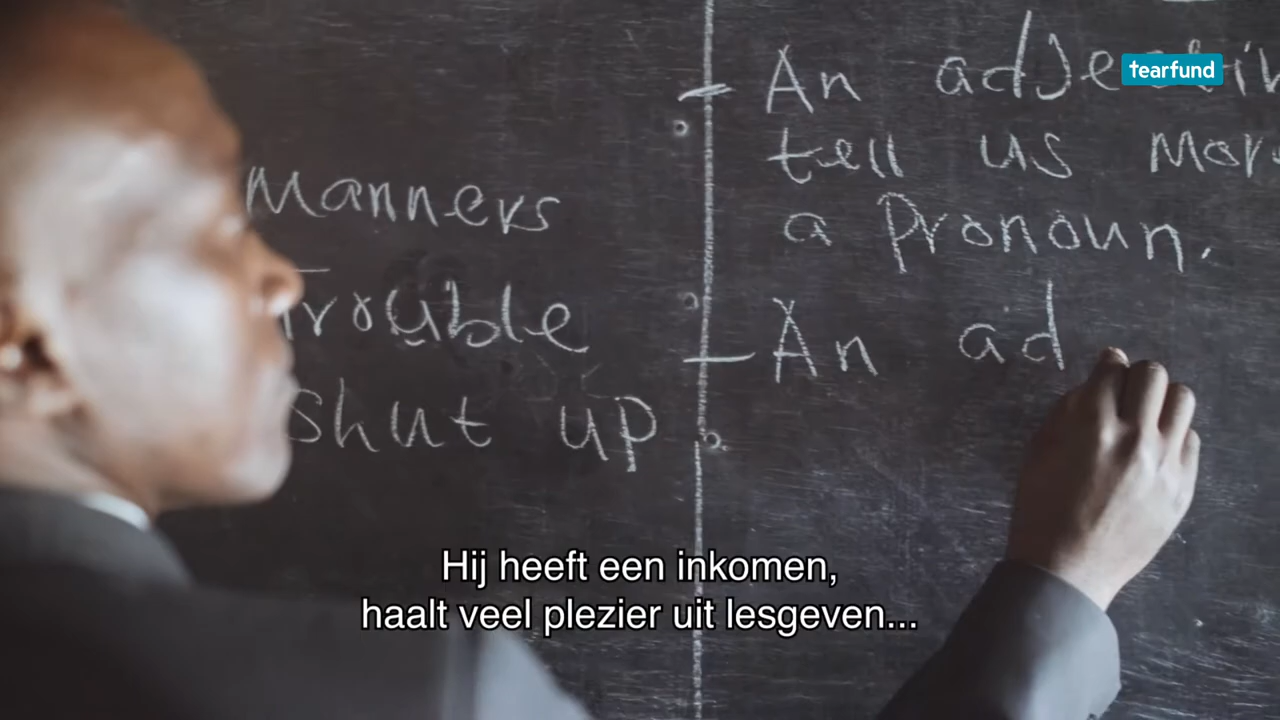 tearfund
Manners
Trouble
Shut up
An
tell us
a Pronoun.
An ad
Hij heeft een inkomen,
haalt veel plezier uit lesgeven...